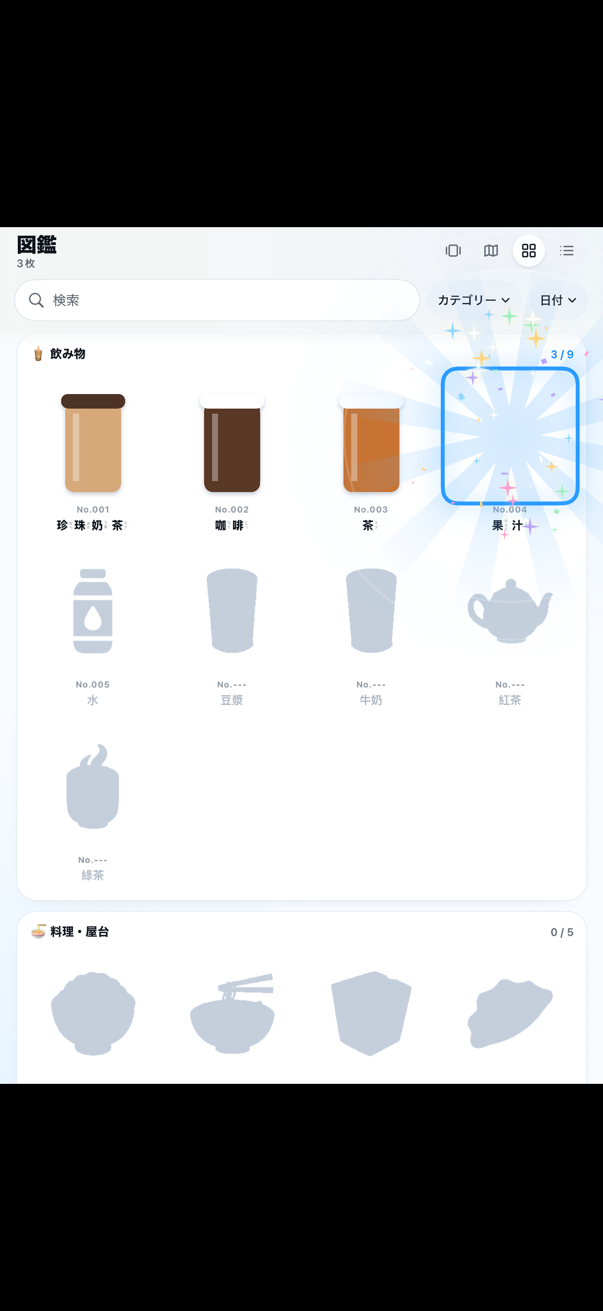 図鑑
3枚
検索
カテゴリー
日付
飲み物
3 / 9
No.001
No.002
No.003
No.004
珍珠奶茶
咖啡
茶
果汁
No.005
No.---
No.---
No.---
水
豆漿
牛奶
紅茶
No.---
綠茶
料理・屋台
0 / 5